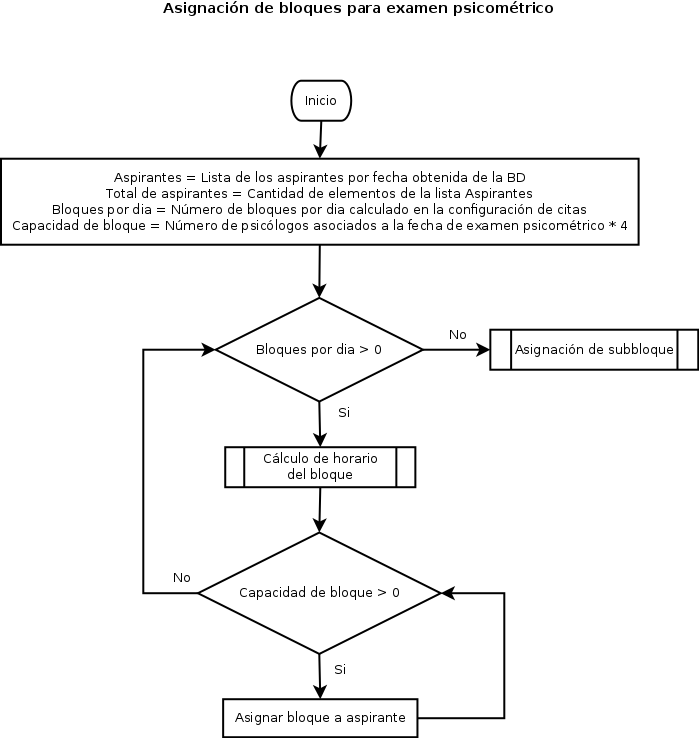 Asignación de bloques para examen psicométrico
Inicio
Aspirantes = Lista de los aspirantes por fecha obtenida de la BD
Total de aspirantes = Cantidad de elementos de la lista Aspirantes
Bloques por dia = Número de bloques por dia calculado en la configuración de citas
Capacidad de bloque = Número de psicólogos asociados a la fecha de examen psicométrico * 4
Bloques por dia > 0
No
Asignación de subbloque
Si
Cálculo de horario
del bloque
No
Capacidad de bloque > 0
Si
Asignar bloque a aspirante